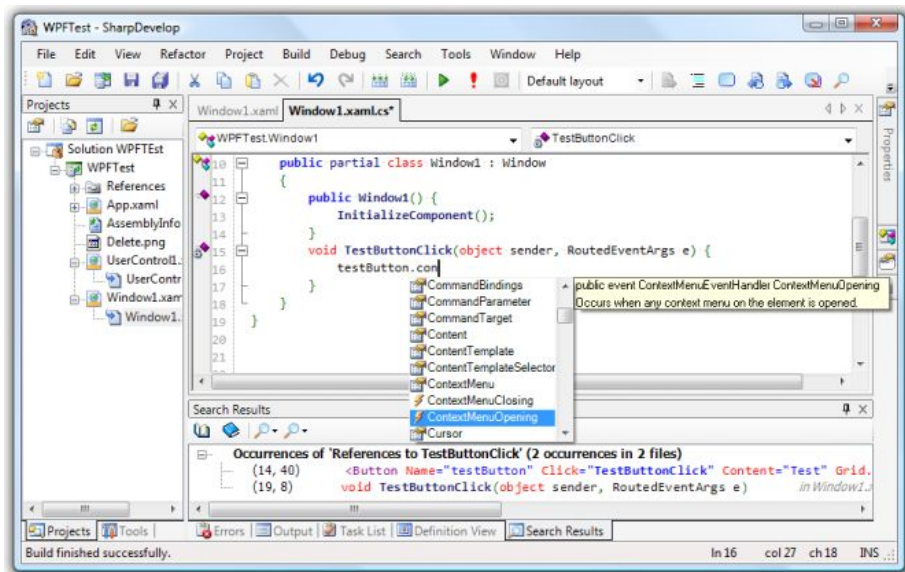 WPFTest - SharpDevelop
File Edit View Refactor Project Build Debug Search Tools Window Help
Default layout
Projects
Window1.xaml Window1.xaml.cs*
WPFTest.Window1 TestButtonClick
Properties
Solution WPFTEst
WPFTest
References
App.xaml
AssemblyInfo
Delete.png
UserControl1.
UserContr
Window1.xam
Window1.
10 public partial class Window1 : Window
11 {
12 public Window1() {
13 InitializeComponent();
14 }
15 void TestButtonClick(object sender, RoutedEventArgs e) {
16 testButton.con
17 }
18 }
19 }
20
21
CommandBindings
CommandParameter
CommandTarget
Content
ContentTemplate
ContentTemplateSelector
ContextMenu
ContextMenuClosing
ContextMenuOpening
Cursor
public event ContextMenuEventHandler ContextMenuOpening
Occurs when any context menu on the element is opened.
Search Results
Occurrences of 'References to TestButtonClick' (2 occurrences in 2 files)
(14, 40) <Button Name="testButton" Click="TestButtonClick" Content="Test" Grid.
(19, 8) void TestButtonClick(object sender, RoutedEventArgs e) in Window1.
Projects Tools
Errors Output Task List Definition View Search Results
Build finished successfully. ln 16 col 27 ch 18 INS